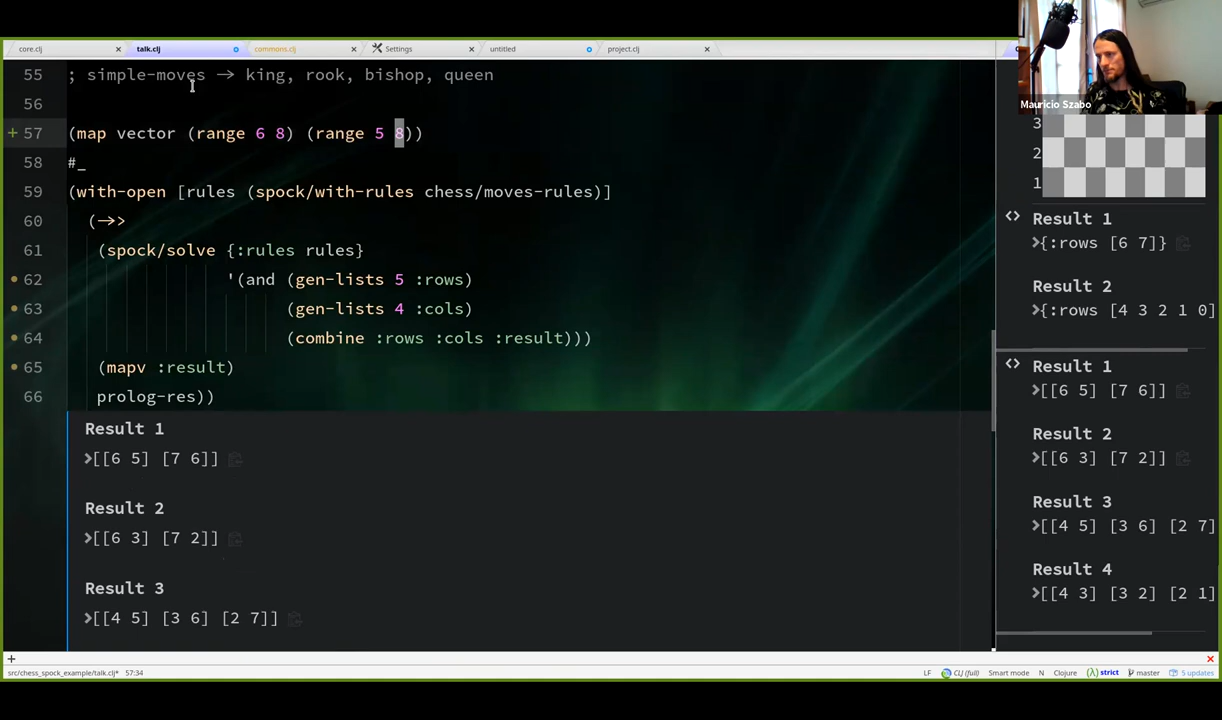 core.clj
talk.clj
commons.clj
Settings
untitled
project.clj
Mauricio Szabo
55 ; simple-moves → king, rook, bishop, queen
56
57 (map vector (range 6 8) (range 5 8))
58 #_
59 (with-open [rules (spock/with-rules chess/moves-rules)]
60 (->>
61 (spock/solve {:rules rules}
62 '(and (gen-lists 5 :rows)
63 (gen-lists 4 :cols)
64 (combine :rows :cols :result)))
65 (mapv :result)
66 prolog-res))
Result 1
[[6 5] [7 6]]
Result 2
[[6 3] [7 2]]
Result 3
[[4 5] [3 6] [2 7]]
3
2
1
Result 1
{:rows [6 7]}
Result 2
{:rows [4 3 2 1 0]
Result 1
[[6 5] [7 6]]
Result 2
[[6 3] [7 2]]
Result 3
[[4 5] [3 6] [2 7]
Result 4
[[4 3] [3 2] [2 1]
src/chess_spock_example/talk.clj* 57:34
LF CLJ (full) Smart mode N Clojure (λ) strict master 5 updates